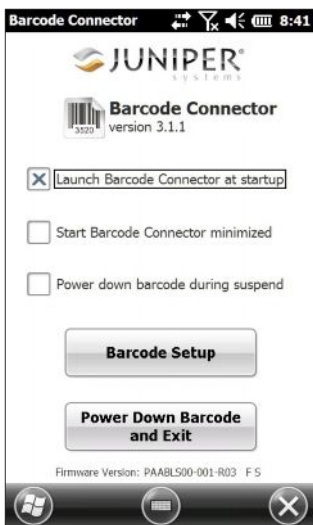 Barcode Connector 8:41
JUNIPER®
systems
3520
Barcode Connector
version 3.1.1
Launch Barcode Connector at startup
Start Barcode Connector minimized
Power down barcode during suspend
Barcode Setup
Power Down Barcode
and Exit
Firmware Version: PAABLS00-001-R03 F S